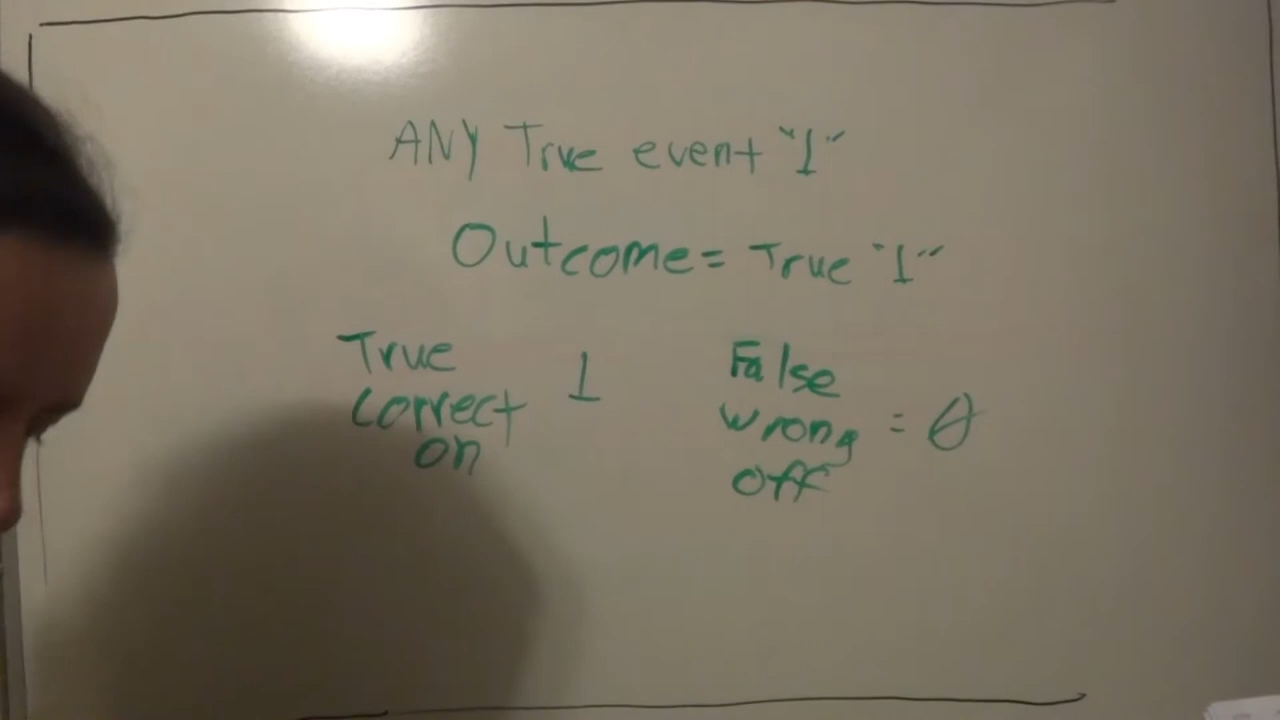 ANY True event "1"
Outcome= True "1"
True
correct 1
on
False
wrong = 0
off